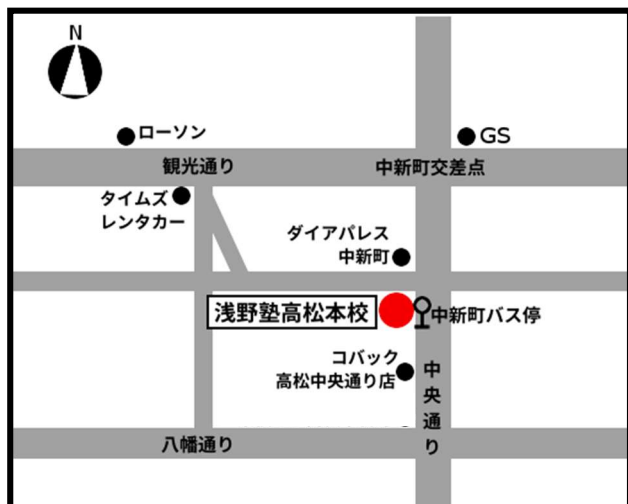 N
ローソン
GS
観光通り
中新町交差点
タイムズ
レンタカー
ダイアパレス
中新町
浅野塾高松本校
中新町バス停
コバック
高松中央通り店
中央通り
八幡通り